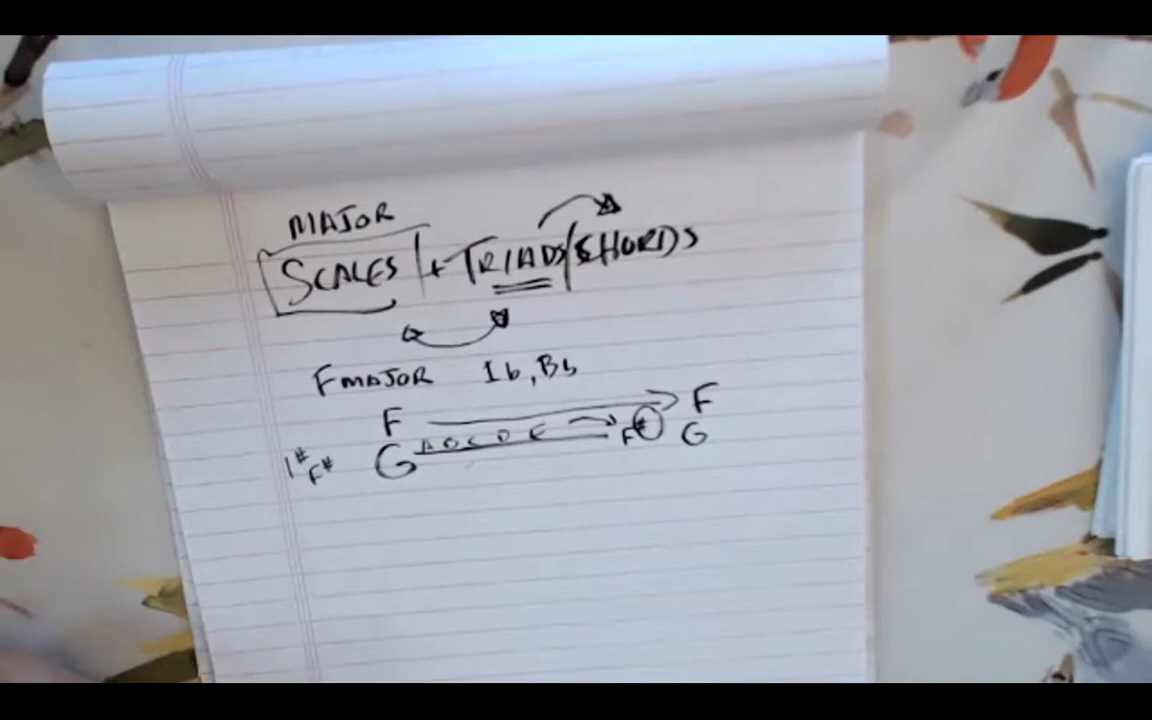 MAJOR
SCALES + TRIADS/CHORDS
F MAJOR 1b, Bb
F F
1# F# G A B C D E F# G